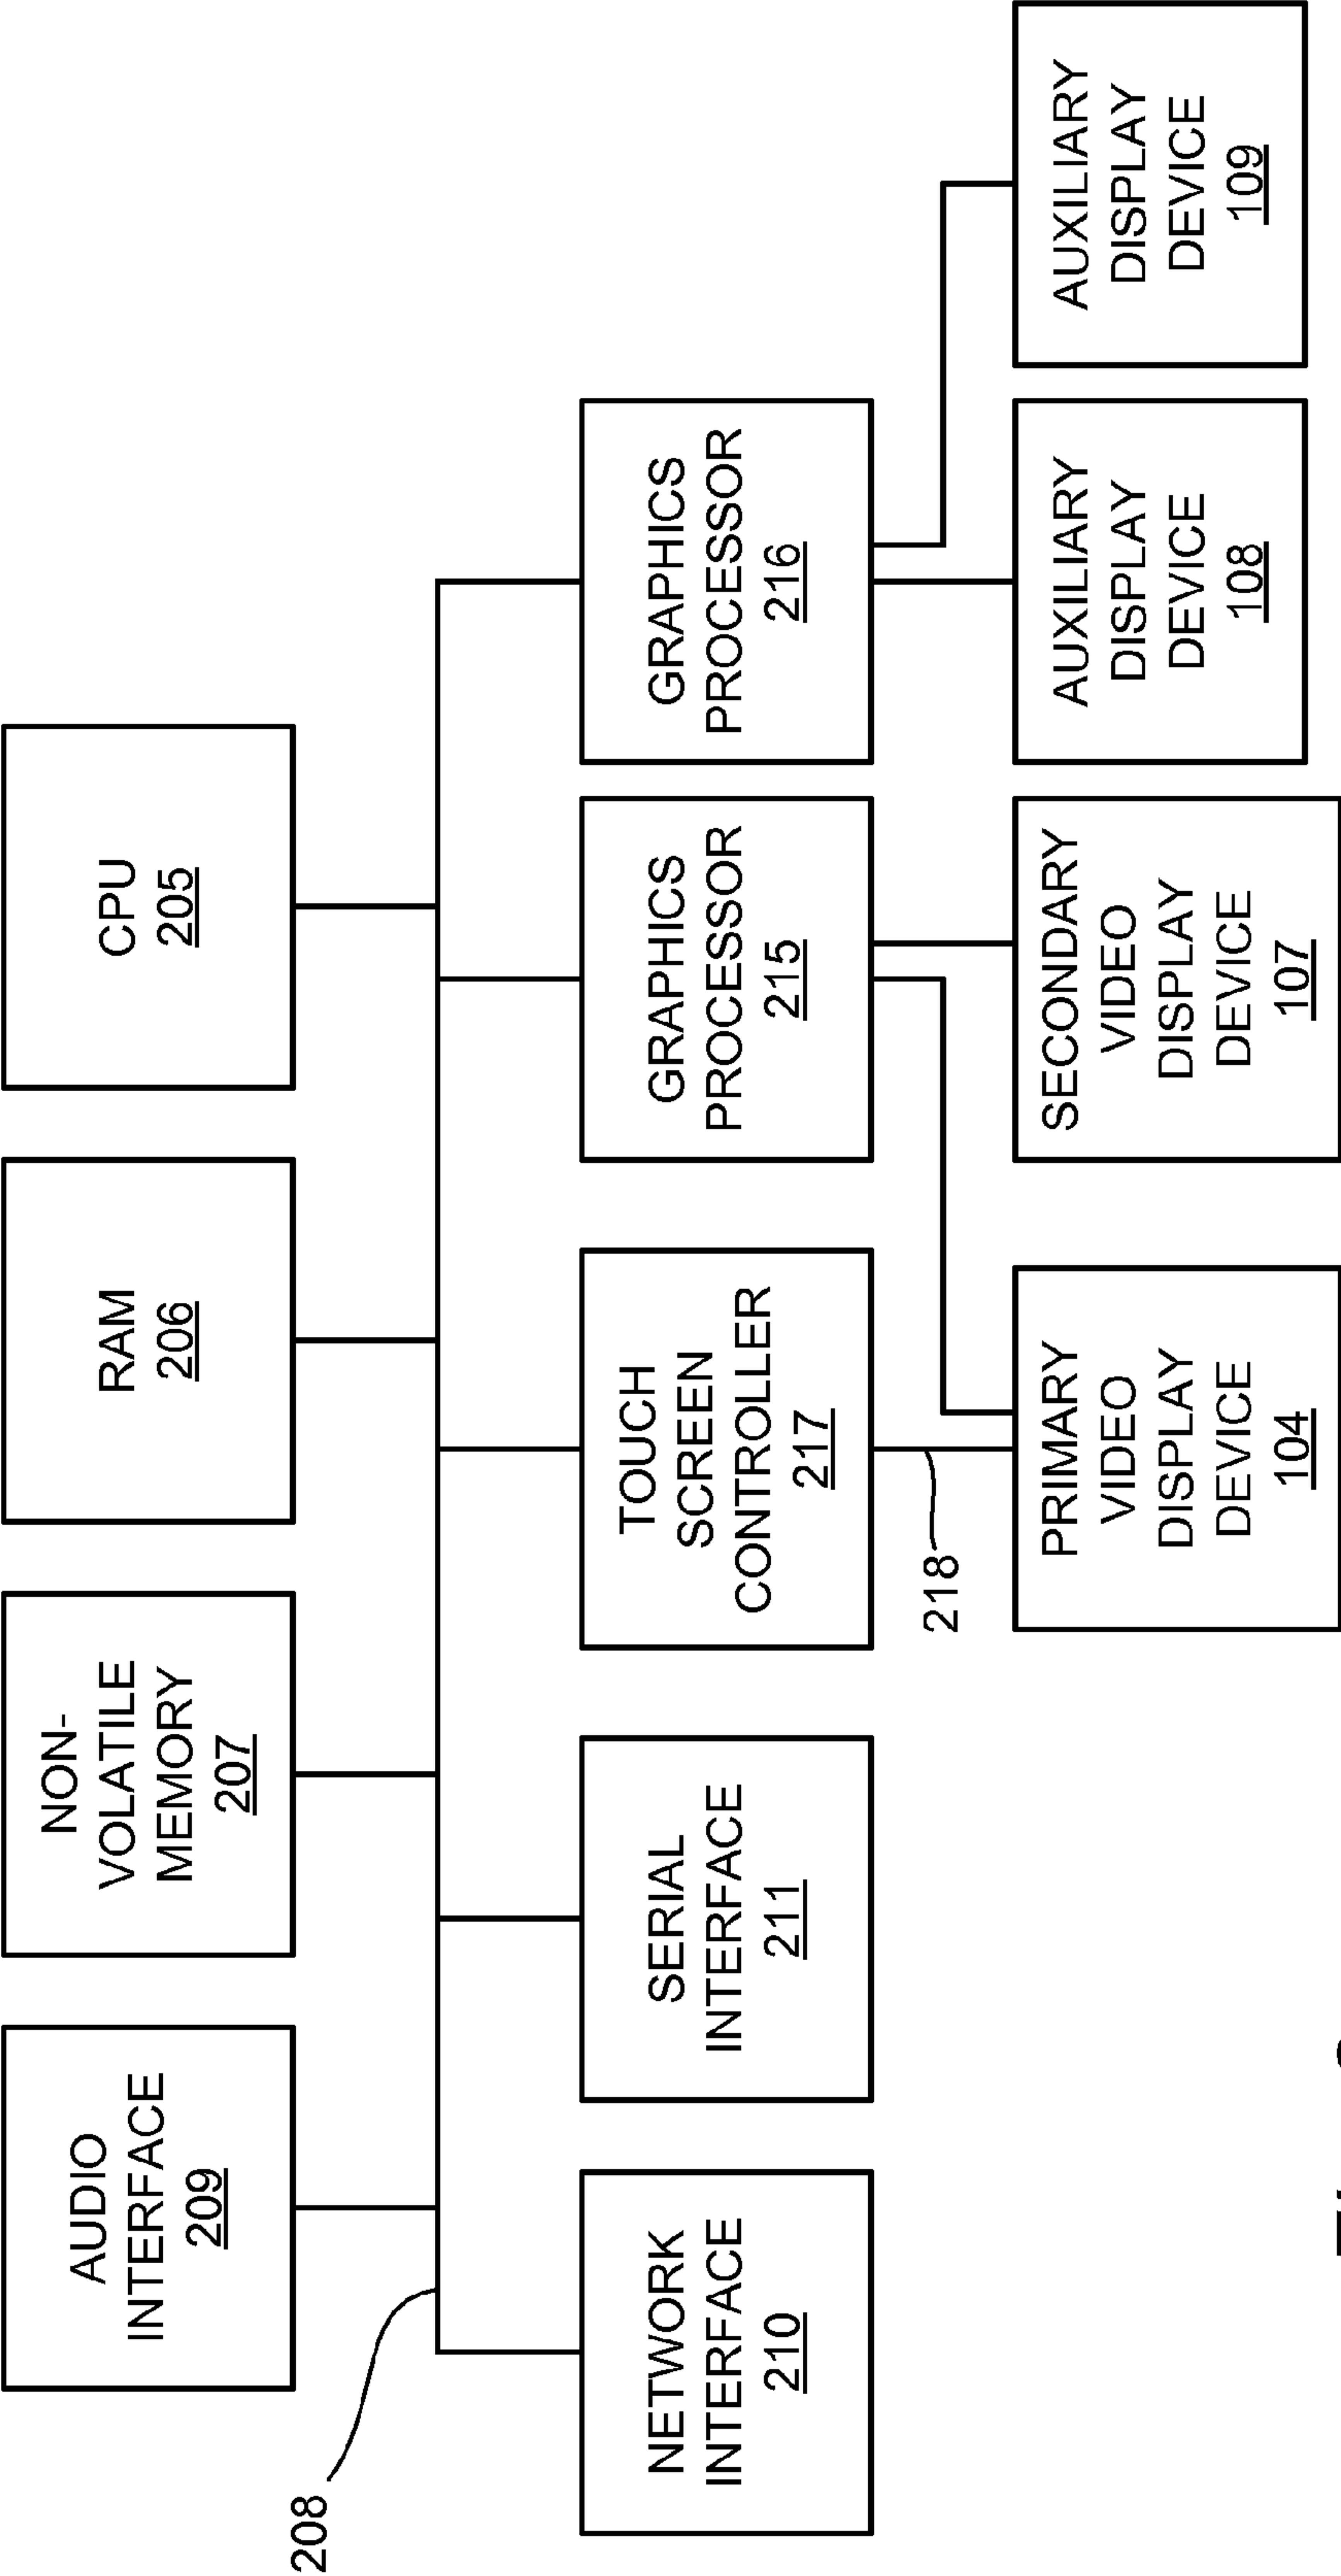 AUDIO
INTERFACE
209
NON-
VOLATILE
MEMORY
207
RAM
206
CPU
205
208
NETWORK
INTERFACE
210
SERIAL
INTERFACE
211
TOUCH
SCREEN
CONTROLLER
217
GRAPHICS
PROCESSOR
215
GRAPHICS
PROCESSOR
216
218
PRIMARY
VIDEO
DISPLAY
DEVICE
104
SECONDARY
VIDEO
DISPLAY
DEVICE
107
AUXILIARY
DISPLAY
DEVICE
108
AUXILIARY
DISPLAY
DEVICE
109